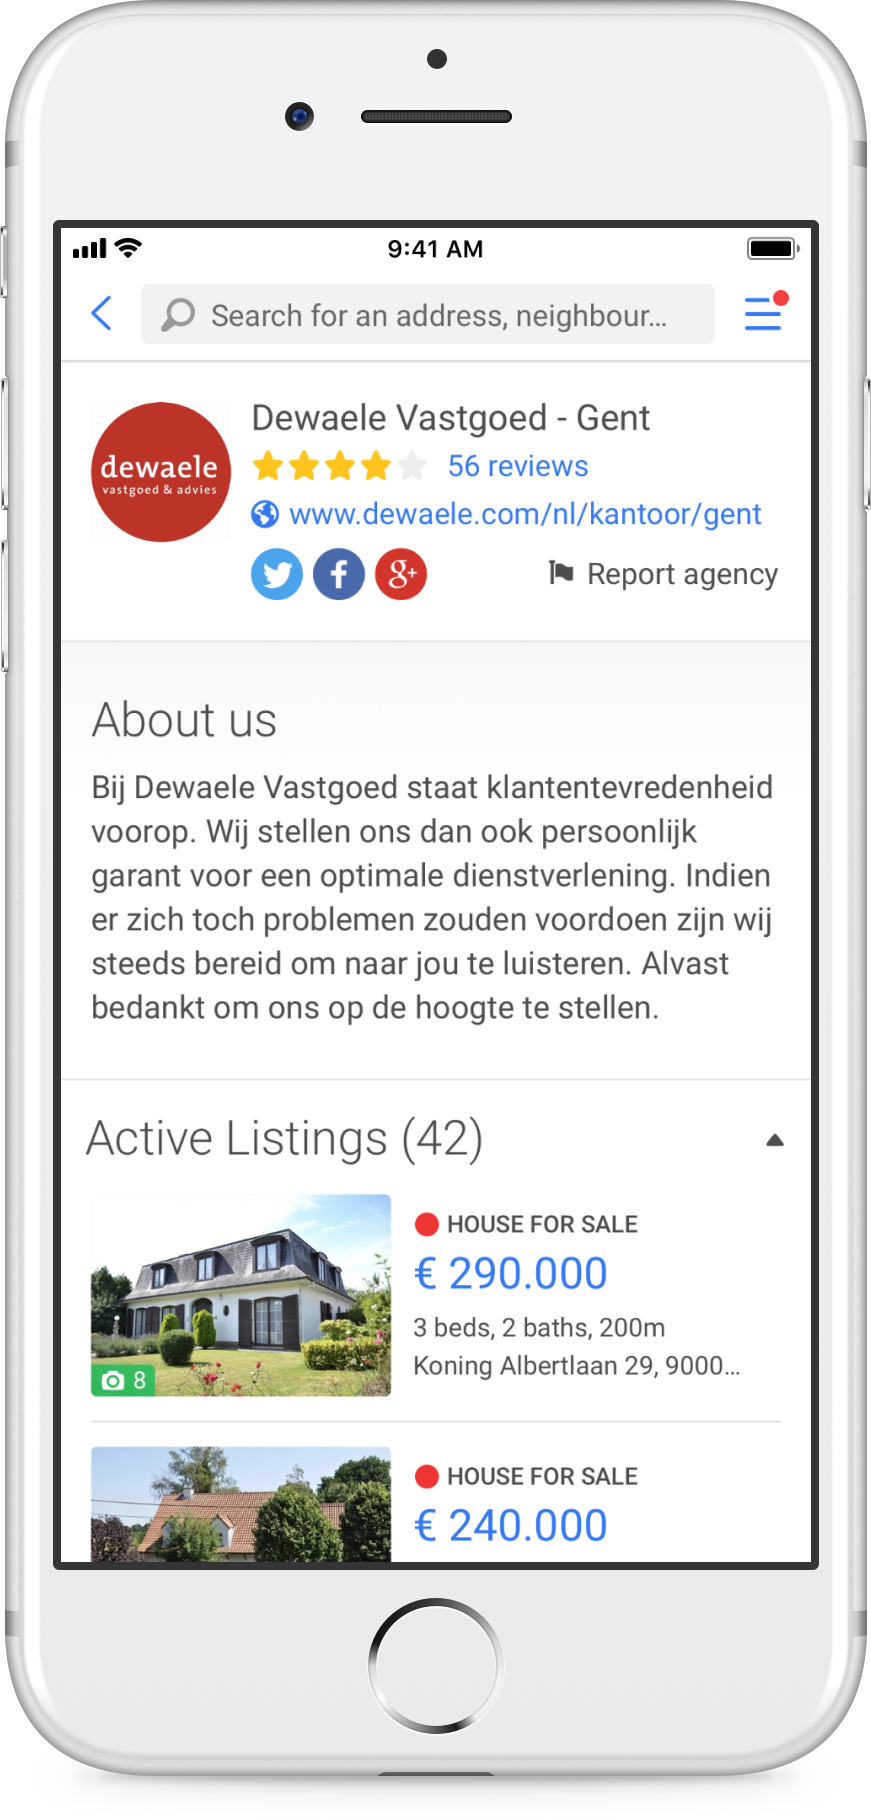 9:41 AM
Search for an address, neighbour...
dewaele
vastgoed & advies
Dewaele Vastgoed - Gent
56 reviews
www.dewaele.com/nl/kantoor/gent
g+
Report agency
About us
Bij Dewaele Vastgoed staat klantentevredenheid
voorop. Wij stellen ons dan ook persoonlijk
garant voor een optimale dienstverlening. Indien
er zich toch problemen zouden voordoen zijn wij
steeds bereid om naar jou te luisteren. Alvast
bedankt om ons op de hoogte te stellen.
Active Listings (42)
HOUSE FOR SALE
€ 290.000
3 beds, 2 baths, 200m
Koning Albertlaan 29, 9000...
8
HOUSE FOR SALE
€ 240.000